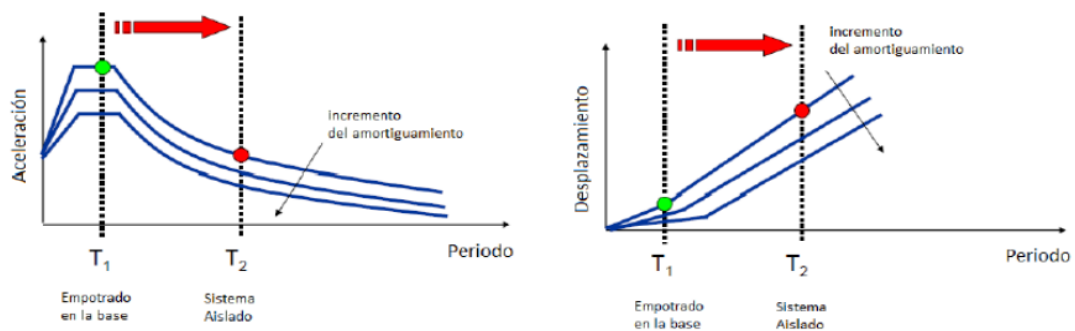 Aceleración
Incremento
del amortiguamiento
Periodo
T1
T2
Empotrado
en la base
Sistema
Aislado
Desplazamiento
Incremento
del amortiguamiento
Periodo
T1
T2
Empotrado
en la base
Sistema
Aislado